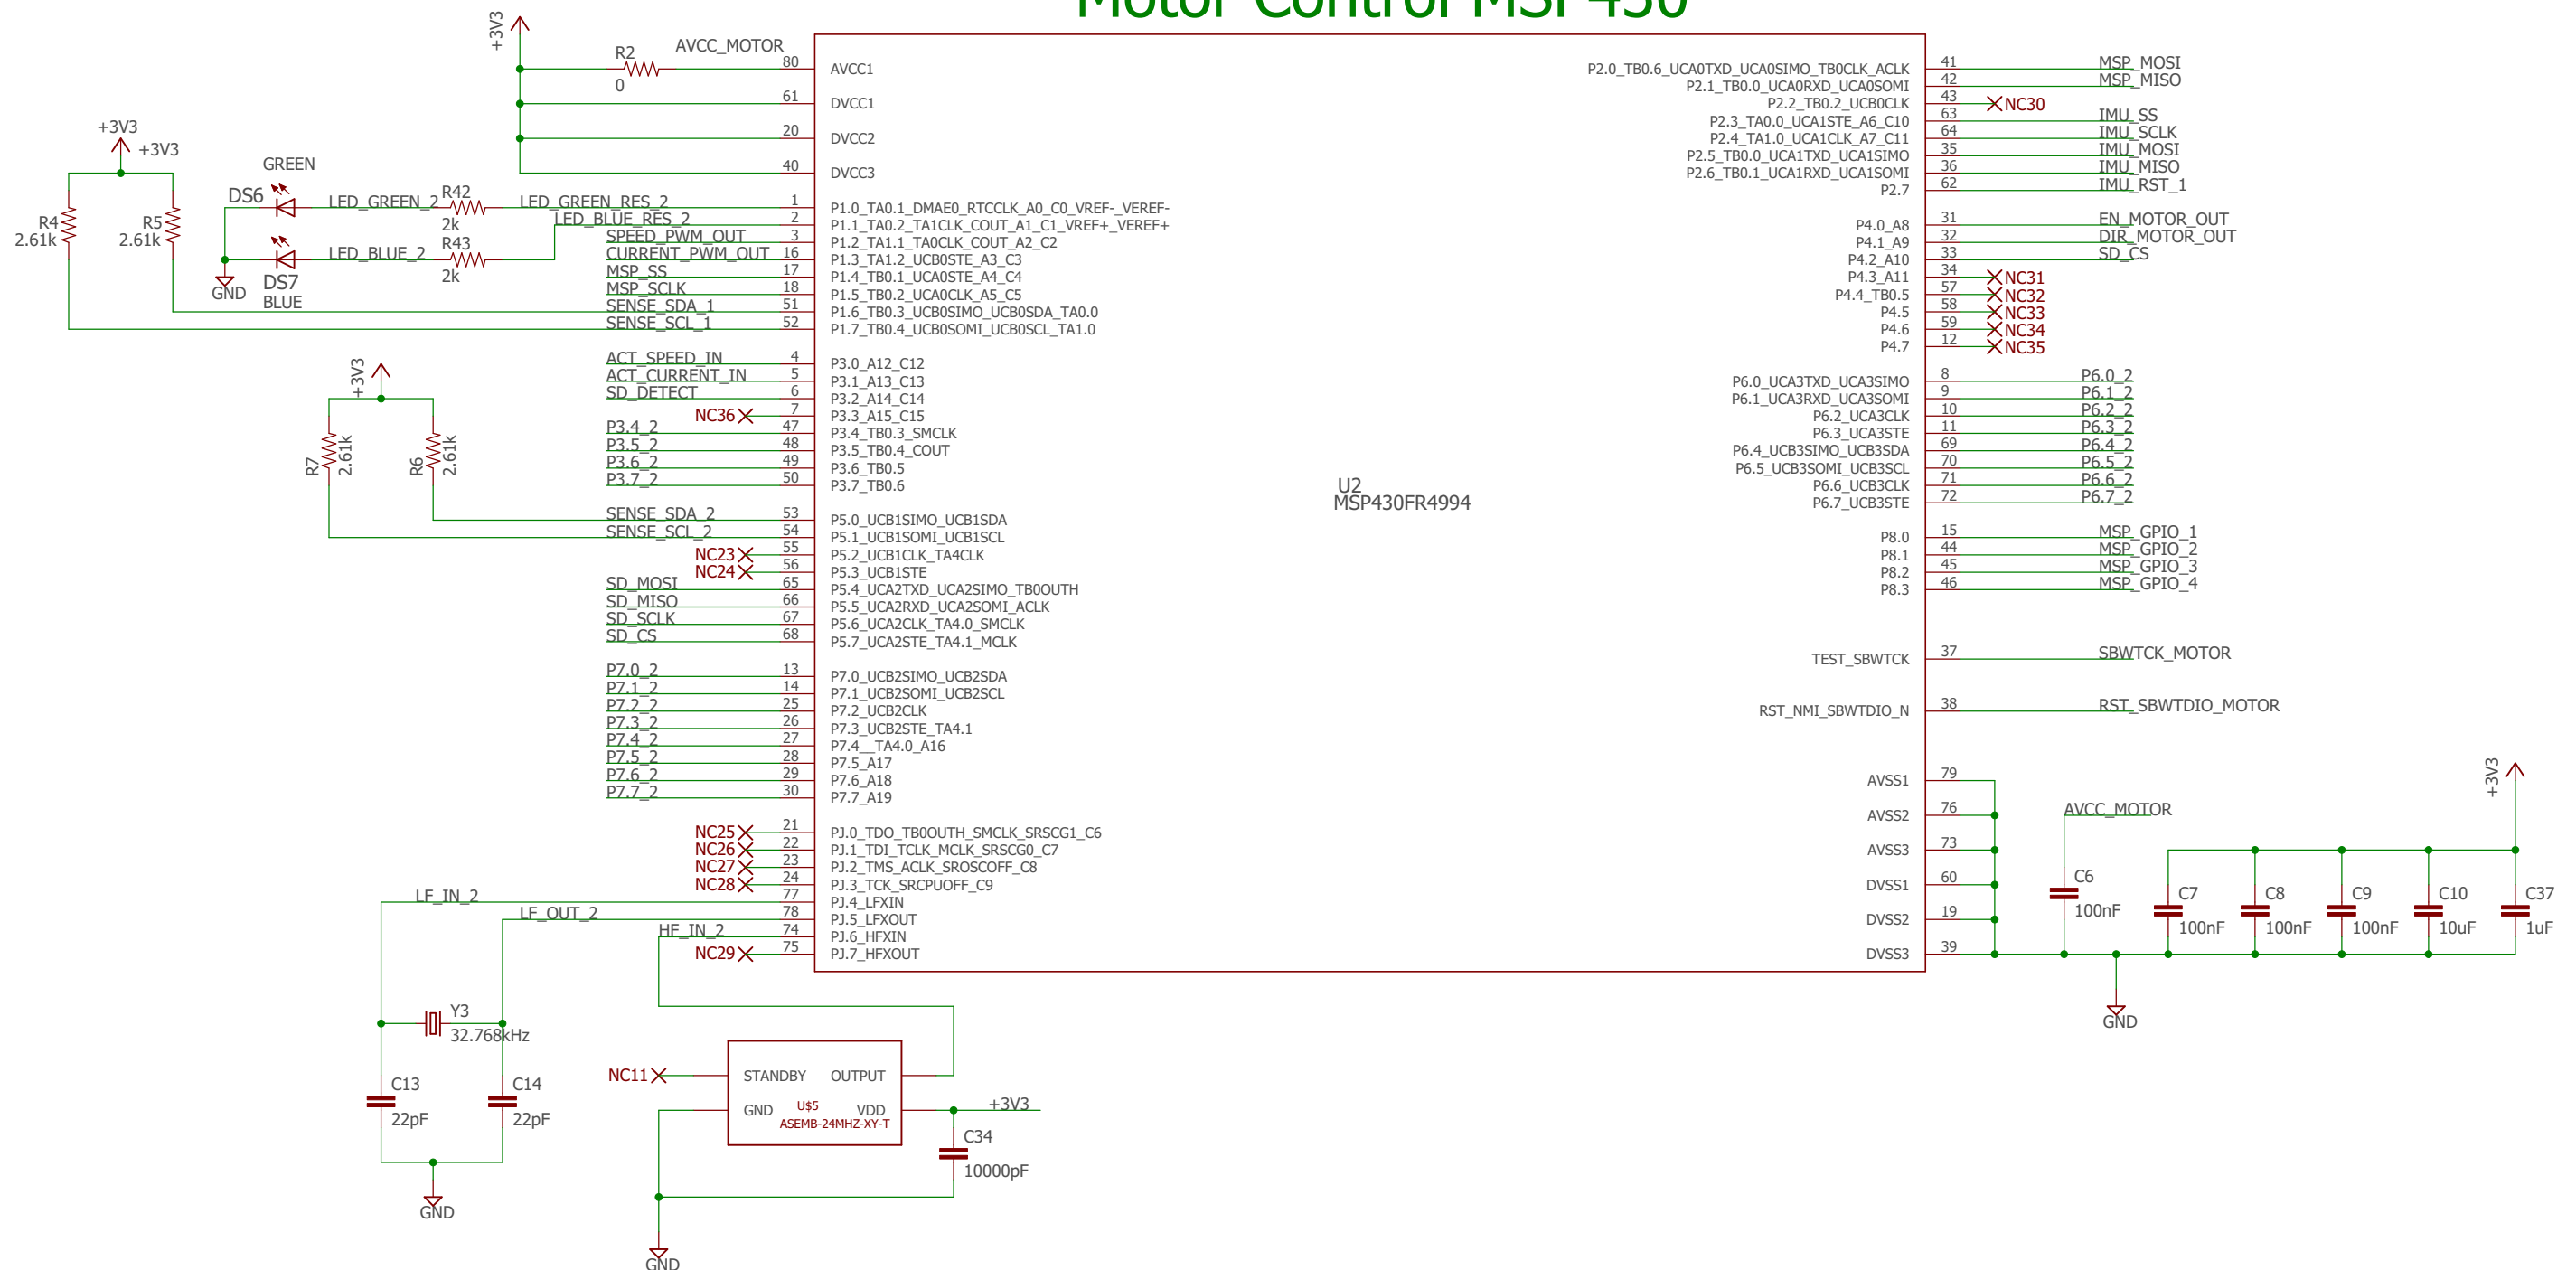 Motor Control MSP430
+3V3
R2
0
AVCC_MOTOR
80 AVCC1
61 DVCC1
20 DVCC2
40 DVCC3
+3V3
+3V3
R4
2.61k
R5
2.61k
GREEN
DS6
LED_GREEN_2
R42
2k
LED_GREEN_RES_2
LED_BLUE_RES_2
GND
DS7
BLUE
LED_BLUE_2
R43
2k
1 P1.0_TA0.1_DMAE0_RTCCLK_A0_C0_VREF-_VEREF-
2 P1.1_TA0.2_TA1CLK_COUT_A1_C1_VREF+_VEREF+
SPEED_PWM_OUT 3 P1.2_TA1.1_TA0CLK_COUT_A2_C2
CURRENT_PWM_OUT 16 P1.3_TA1.2_UCB0STE_A3_C3
MSP_SS 17 P1.4_TB0.1_UCA0STE_A4_C4
MSP_SCLK 18 P1.5_TB0.2_UCA0CLK_A5_C5
SENSE_SDA_1 51 P1.6_TB0.3_UCB0SIMO_UCB0SDA_TA0.0
SENSE_SCL_1 52 P1.7_TB0.4_UCB0SOMI_UCB0SCL_TA1.0
ACT_SPEED_IN 4 P3.0_A12_C12
ACT_CURRENT_IN 5 P3.1_A13_C13
SD_DETECT 6 P3.2_A14_C14
NC36 7 P3.3_A15_C15
P3.4_2 47 P3.4_TB0.3_SMCLK
P3.5_2 48 P3.5_TB0.4_COUT
P3.6_2 49 P3.6_TB0.5
P3.7_2 50 P3.7_TB0.6
+3V3
R7
2.61k
R6
2.61k
SENSE_SDA_2 53 P5.0_UCB1SIMO_UCB1SDA
SENSE_SCL_2 54 P5.1_UCB1SOMI_UCB1SCL
NC23 55 P5.2_UCB1CLK_TA4CLK
NC24 56 P5.3_UCB1STE
SD_MOSI 65 P5.4_UCA2TXD_UCA2SIMO_TB0OUTH
SD_MISO 66 P5.5_UCA2RXD_UCA2SOMI_ACLK
SD_SCLK 67 P5.6_UCA2CLK_TA4.0_SMCLK
SD_CS 68 P5.7_UCA2STE_TA4.1_MCLK
P7.0_2 13 P7.0_UCB2SIMO_UCB2SDA
P7.1_2 14 P7.1_UCB2SOMI_UCB2SCL
P7.2_2 25 P7.2_UCB2CLK
P7.3_2 26 P7.3_UCB2STE_TA4.1
P7.4_2 27 P7.4__TA4.0_A16
P7.5_2 28 P7.5_A17
P7.6_2 29 P7.6_A18
P7.7_2 30 P7.7_A19
NC25 21 PJ.0_TDO_TB0OUTH_SMCLK_SRSCG1_C6
NC26 22 PJ.1_TDI_TCLK_MCLK_SRSCG0_C7
NC27 23 PJ.2_TMS_ACLK_SROSCOFF_C8
NC28 24 PJ.3_TCK_SRCPUOFF_C9
LF_IN_2 77 PJ.4_LFXIN
LF_OUT_2 78 PJ.5_LFXOUT
HF_IN_2 74 PJ.6_HFXIN
NC29 75 PJ.7_HFXOUT
U2
MSP430FR4994
P2.0_TB0.6_UCA0TXD_UCA0SIMO_TB0CLK_ACLK 41 MSP_MOSI
P2.1_TB0.0_UCA0RXD_UCA0SOMI 42 MSP_MISO
P2.2_TB0.2_UCB0CLK 43 NC30
P2.3_TA0.0_UCA1STE_A6_C10 63 IMU_SS
P2.4_TA1.0_UCA1CLK_A7_C11 64 IMU_SCLK
P2.5_TB0.0_UCA1TXD_UCA1SIMO 35 IMU_MOSI
P2.6_TB0.1_UCA1RXD_UCA1SOMI 36 IMU_MISO
P2.7 62 IMU_RST_1
P4.0_A8 31 EN_MOTOR_OUT
P4.1_A9 32 DIR_MOTOR_OUT
P4.2_A10 33 SD_CS
P4.3_A11 34 NC31
P4.4_TB0.5 57 NC32
P4.5 58 NC33
P4.6 59 NC34
P4.7 12 NC35
P6.0_UCA3TXD_UCA3SIMO 8 P6.0_2
P6.1_UCA3RXD_UCA3SOMI 9 P6.1_2
P6.2_UCA3CLK 10 P6.2_2
P6.3_UCA3STE 11 P6.3_2
P6.4_UCB3SIMO_UCB3SDA 69 P6.4_2
P6.5_UCB3SOMI_UCB3SCL 70 P6.5_2
P6.6_UCB3CLK 71 P6.6_2
P6.7_UCB3STE 72 P6.7_2
P8.0 15 MSP_GPIO_1
P8.1 44 MSP_GPIO_2
P8.2 45 MSP_GPIO_3
P8.3 46 MSP_GPIO_4
TEST_SBWTCK 37 SBWTCK_MOTOR
RST_NMI_SBWTDIO_N 38 RST_SBWTDIO_MOTOR
AVSS1 79
AVSS2 76
AVSS3 73
DVSS1 60
DVSS2 19
DVSS3 39
AVCC_MOTOR
+3V3
C6
100nF
C7
100nF
C8
100nF
C9
100nF
C10
10uF
C37
1uF
GND
Y3
32.768kHz
C13
22pF
C14
22pF
GND
NC11
STANDBY OUTPUT
GND U$5 VDD
ASEMB-24MHZ-XY-T
+3V3
C34
10000pF
GND